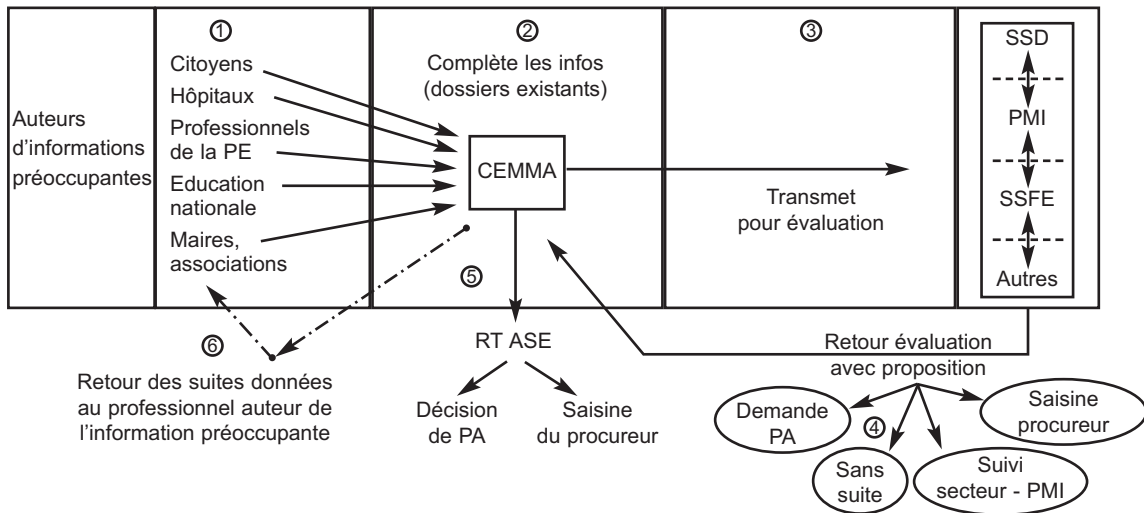 Auteurs
d'informations
préoccupantes
①
Citoyens
Hôpitaux
Professionnels
de la PE
Education
nationale
Maires,
associations
②
Complète les infos
(dossiers existants)
CEMMA
③
Transmet
pour évaluation
SSD
PMI
SSFE
Autres
⑤
RT ASE
Décision
de PA
Saisine
du procureur
⑥
Retour des suites données
au professionnel auteur de
l'information préoccupante
Retour évaluation
avec proposition
④
Demande
PA
Sans
suite
Suivi
secteur - PMI
Saisine
procureur